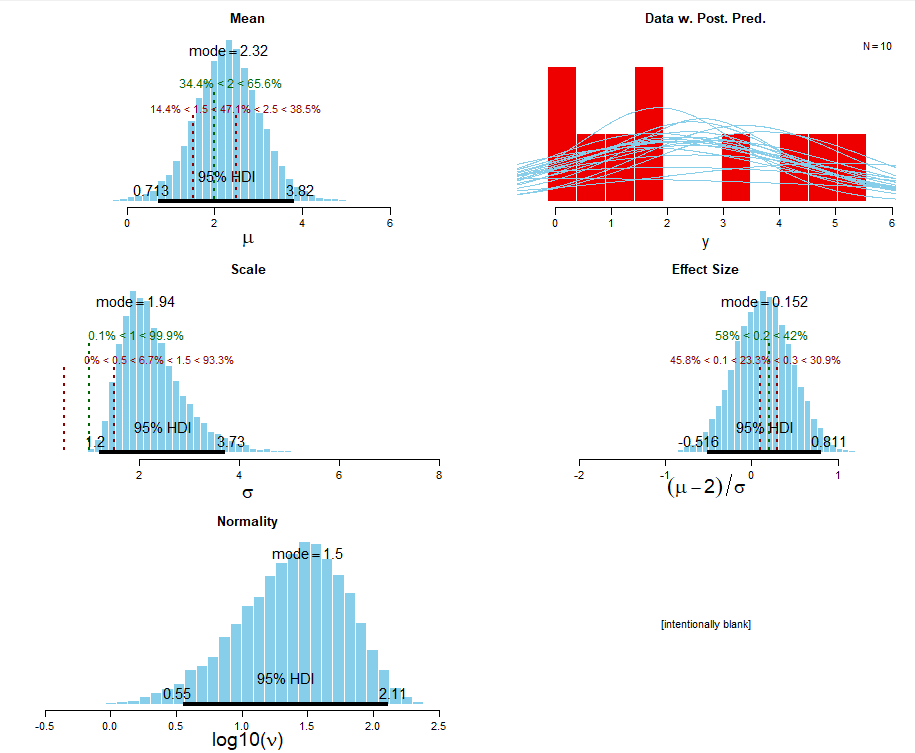 Mean
mode = 2.32
34.4% < 2 < 65.6%
14.4% < 1.5 < 47.1% < 2.5 < 38.5%
95% HDI
0.713 3.82
0 2 4 6
μ
Data w. Post. Pred.
N = 10
0 1 2 3 4 5 6
y
Scale
mode = 1.94
0.1% < 1 < 99.9%
0% < 0.5 < 6.7% < 1.5 < 93.3%
95% HDI
1.2 3.73
2 4 6 8
σ
Effect Size
mode = 0.152
58% < 0.2 < 42%
45.8% < 0.1 < 23.3% < 0.3 < 30.9%
95% HDI
-0.516 0.811
-2 -1 0 1
(μ − 2)/σ
Normality
mode = 1.5
95% HDI
0.55 2.11
-0.5 0.0 0.5 1.0 1.5 2.0 2.5
log10(ν)
[intentionally blank]